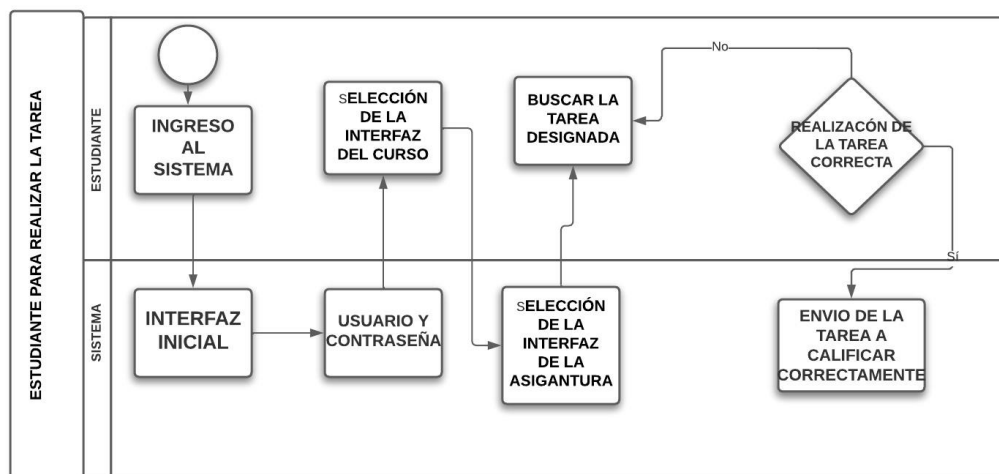 ESTUDIANTE PARA REALIZAR LA TAREA
ESTUDIANTE
INGRESO
AL
SISTEMA
SELECCIÓN
DE LA
INTERFAZ
DEL CURSO
BUSCAR LA
TAREA
DESIGNADA
No
REALIZACÓN DE
LA TAREA
CORRECTA
Sí
SISTEMA
INTERFAZ
INICIAL
USUARIO Y
CONTRASEÑA
SELECCIÓN
DE LA
INTERFAZ
DE LA
ASIGANTURA
ENVIO DE LA
TAREA A
CALIFICAR
CORRECTAMENTE